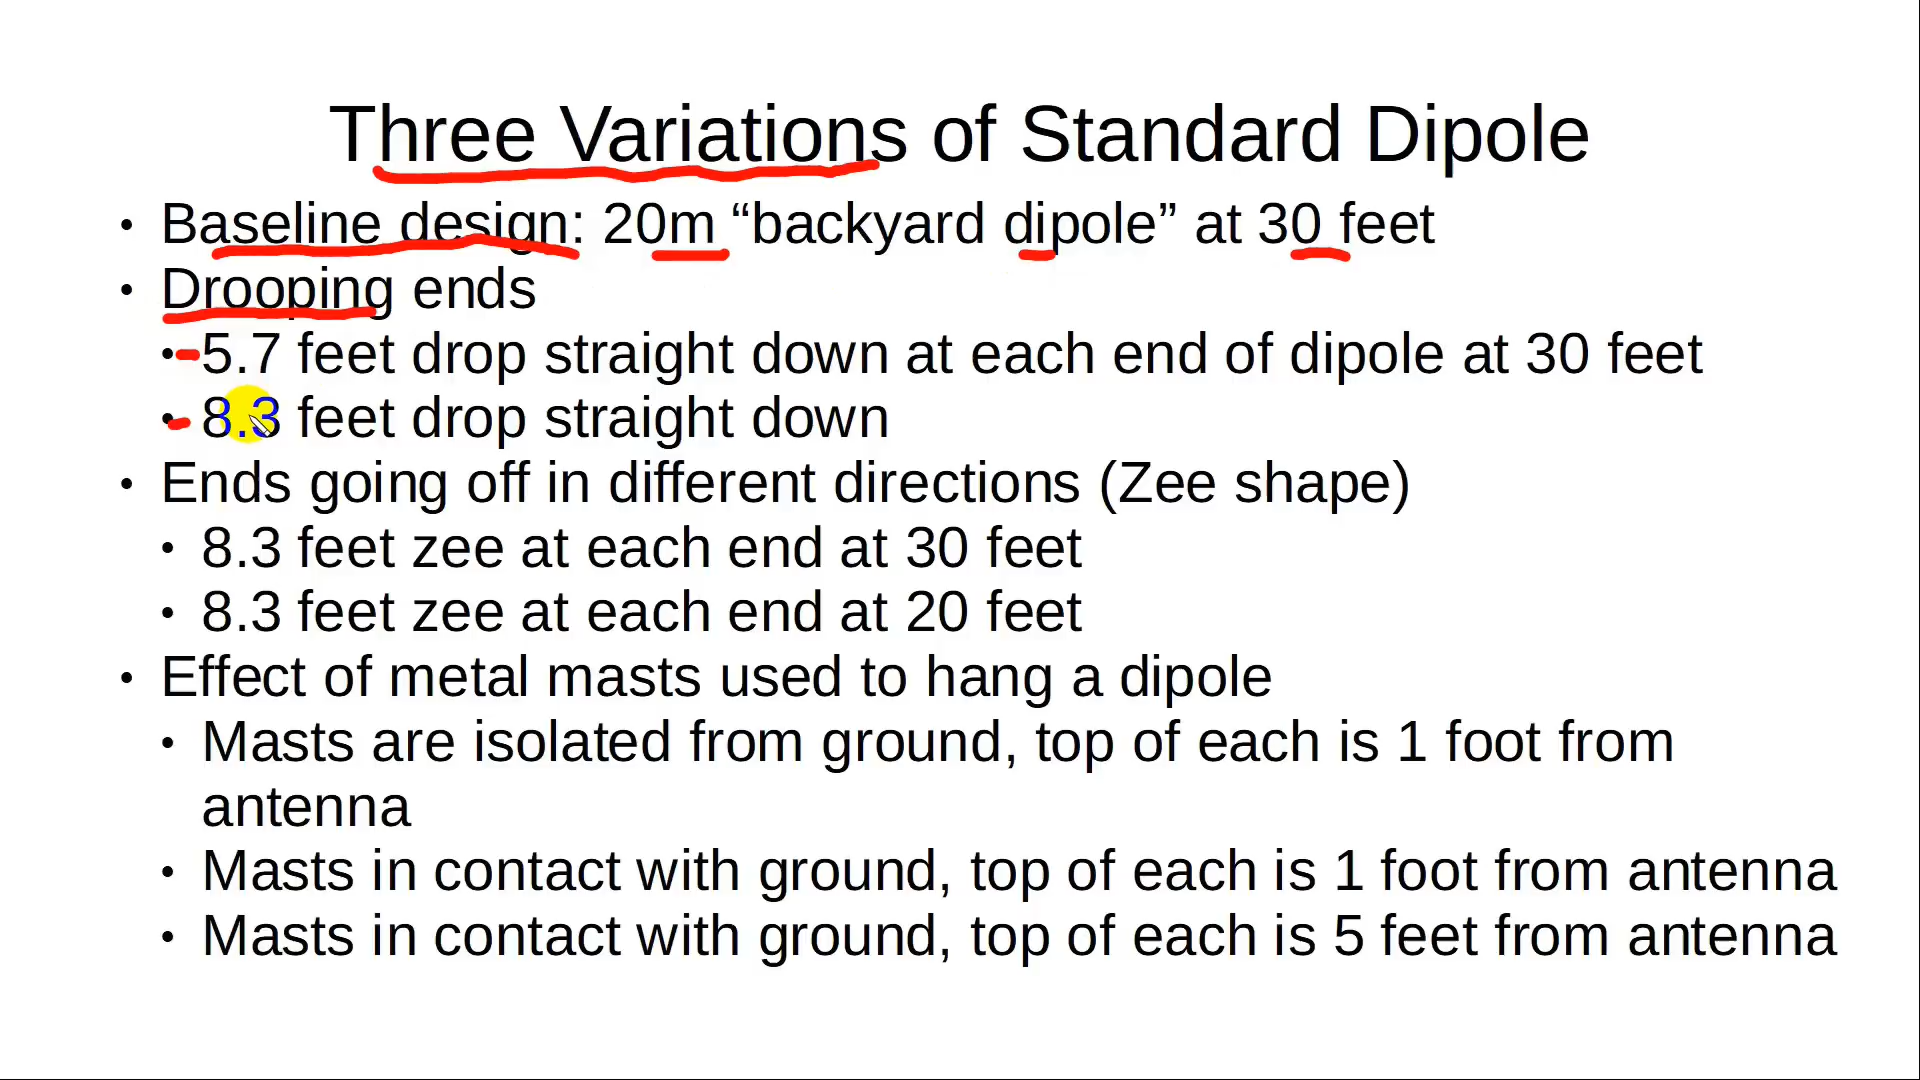 Three Variations of Standard Dipole
• Baseline design: 20m “backyard dipole” at 30 feet
• Drooping ends
• 5.7 feet drop straight down at each end of dipole at 30 feet
• 8.3 feet drop straight down
• Ends going off in different directions (Zee shape)
• 8.3 feet zee at each end at 30 feet
• 8.3 feet zee at each end at 20 feet
• Effect of metal masts used to hang a dipole
• Masts are isolated from ground, top of each is 1 foot from
antenna
• Masts in contact with ground, top of each is 1 foot from antenna
• Masts in contact with ground, top of each is 5 feet from antenna